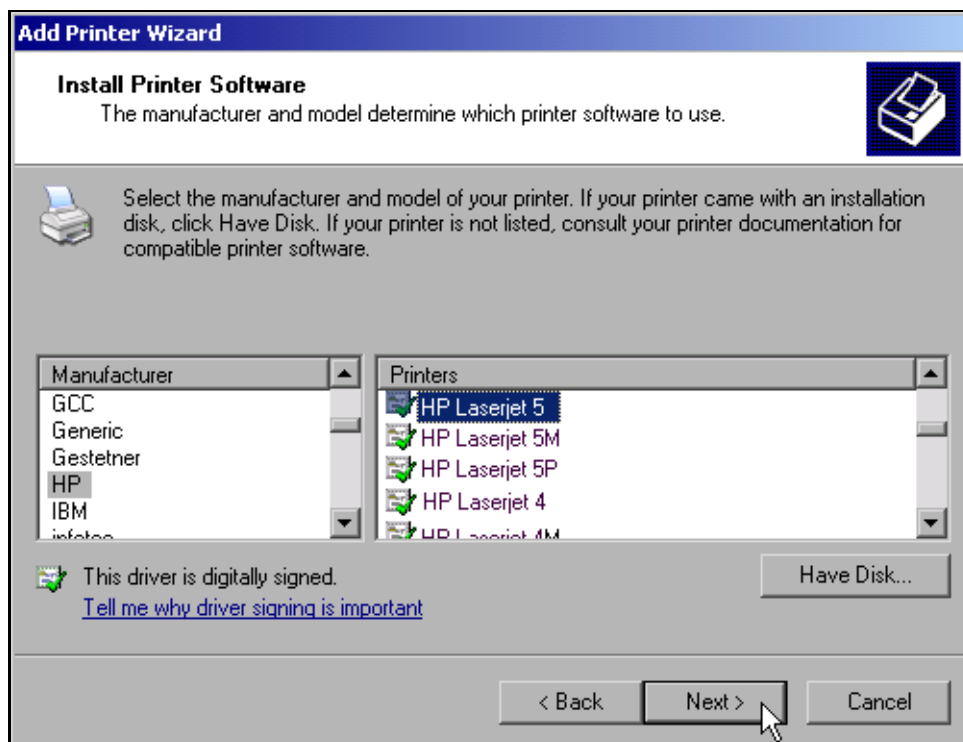 Add Printer Wizard
Install Printer Software
The manufacturer and model determine which printer software to use.
Select the manufacturer and model of your printer. If your printer came with an installation
disk, click Have Disk. If your printer is not listed, consult your printer documentation for
compatible printer software.
Manufacturer
GCC
Generic
Gestetner
HP
IBM
infotec
Printers
HP Laserjet 5
HP Laserjet 5M
HP Laserjet 5P
HP Laserjet 4
HP Laserjet 4M
This driver is digitally signed.
Tell me why driver signing is important
Have Disk...
< Back
Next >
Cancel